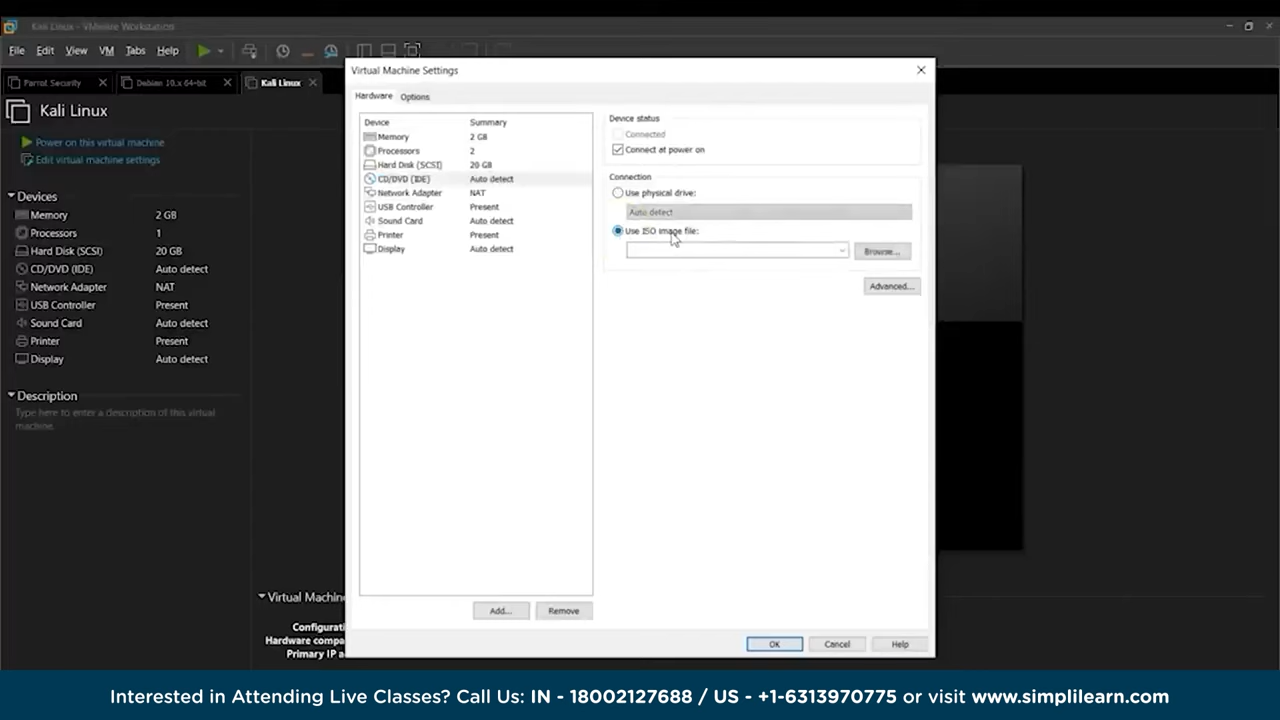 Kali Linux - VMware Workstation
File Edit View VM Tabs Help
Parrot Security Debian 10.x 64-bit Kali Linux
Kali Linux
Power on this virtual machine
Edit virtual machine settings
Devices
Memory 2 GB
Processors 1
Hard Disk (SCSI) 20 GB
CD/DVD (IDE) Auto detect
Network Adapter NAT
USB Controller Present
Sound Card Auto detect
Printer Present
Display Auto detect
Description
Type here to enter a description of this virtual
machine.
Virtual Machine Settings
Hardware Options
Device Summary
Memory 2 GB
Processors 2
Hard Disk (SCSI) 20 GB
CD/DVD (IDE) Auto detect
Network Adapter NAT
USB Controller Present
Sound Card Auto detect
Printer Present
Display Auto detect
Add... Remove
Device status
Connected
Connect at power on
Connection
Use physical drive:
Auto detect
Use ISO image file:
Browse...
Advanced...
OK Cancel Help
Virtual Machin
Configurat
Hardware compa
Primary IP a
Interested in Attending Live Classes? Call Us: IN - 18002127688 / US - +1-6313970775 or visit www.simplilearn.com